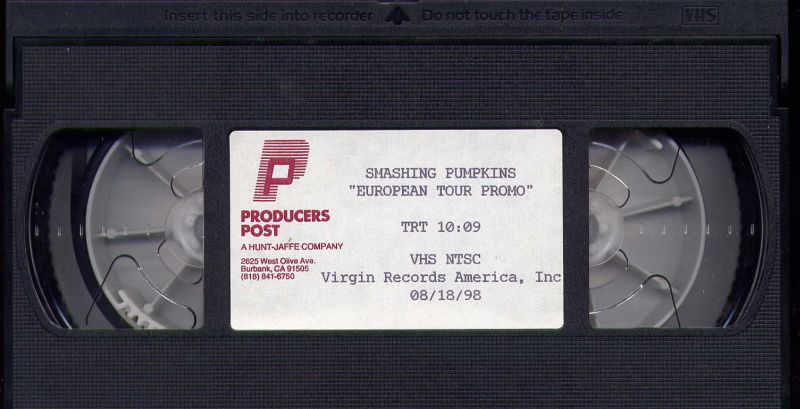 Insert this side into recorder Do not touch the tape inside VHS
P
PRODUCERS
POST
A HUNT-JAFFE COMPANY
2625 West Olive Ave.
Burbank, CA 91505
(818) 841-6750
SMASHING PUMPKINS
"EUROPEAN TOUR PROMO"
TRT 10:09
VHS NTSC
Virgin Records America, Inc
08/18/98